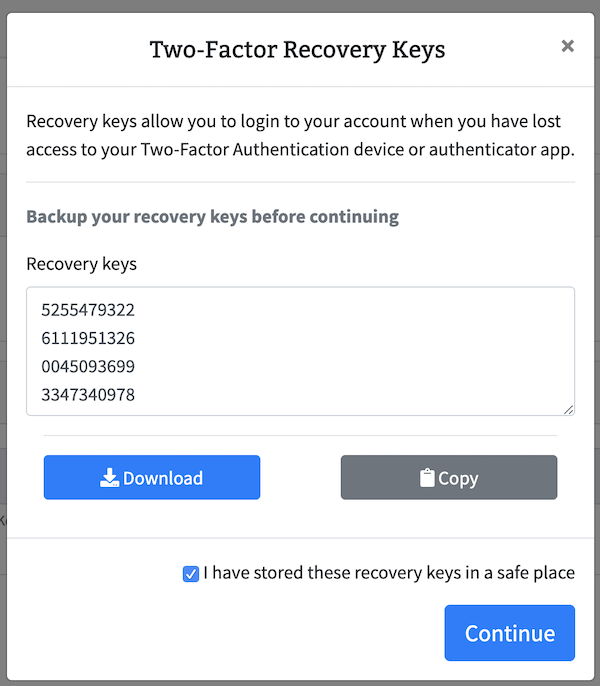 Two-Factor Recovery Keys
×
Recovery keys allow you to login to your account when you have lost
access to your Two-Factor Authentication device or authenticator app.
Backup your recovery keys before continuing
Recovery keys
5255479322
6111951326
0045093699
3347340978
Download
Copy
I have stored these recovery keys in a safe place
Continue